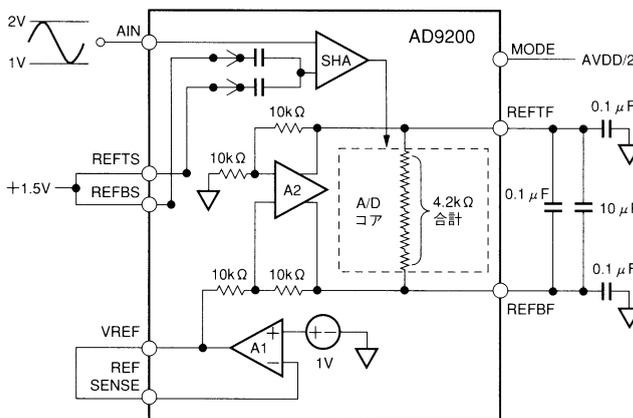 2V
1V
AIN
AD9200
SHA
MODE
AVDD/2
10kΩ
REFTF
0.1μF
REFTS
10kΩ
+1.5V
REFBS
A2
A/D
コア
4.2kΩ
合計
0.1μF
10μF
10kΩ
10kΩ
0.1μF
REFBF
VREF
A1
+
−
+−
1V
REF
SENSE